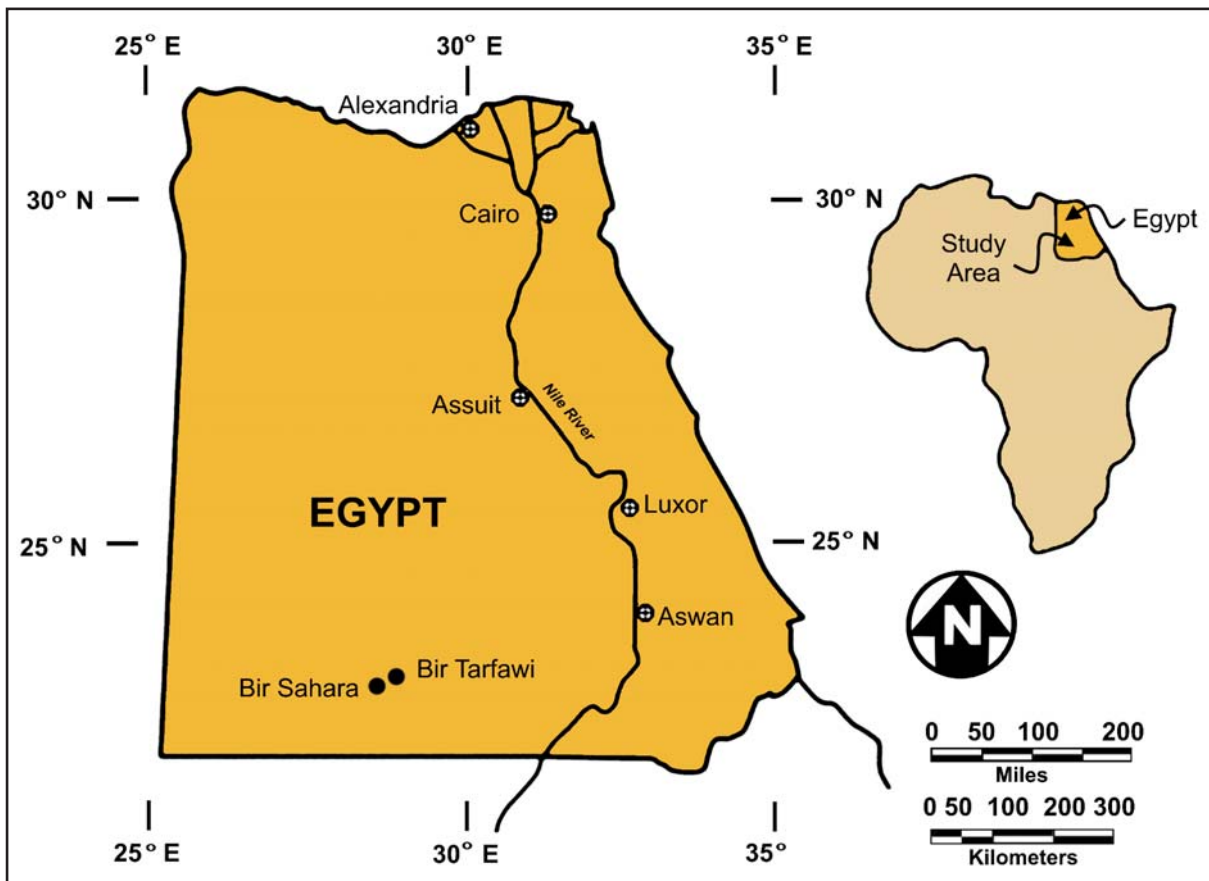 25° E
30° E
35° E
Alexandria
30° N
30° N
Cairo
Egypt
Study
Area
Assuit
Nile River
EGYPT
Luxor
25° N
25° N
Aswan
N
Bir Tarfawi
Bir Sahara
0 50 100 200
Miles
0 50 100 200 300
Kilometers
25° E
30° E
35°